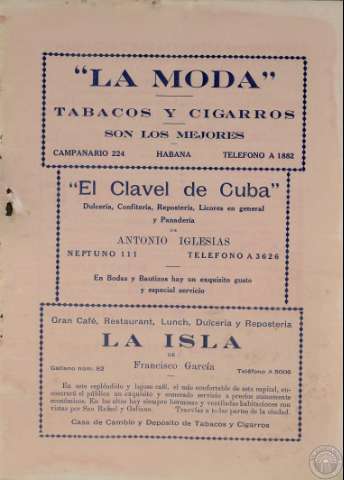 "LA MODA"
TABACOS Y CIGARROS
SON LOS MEJORES
CAMPANARIO 224 HABANA TELEFONO A 1882
"El Clavel de Cuba"
Dulcería, Confitería, Repostería, Licores en general
y Panadería
DE
ANTONIO IGLESIAS
NEPTUNO 111 TELEFONO A 3626
En Bodas y Bautizos hay un exquisito gusto
y especial servicio
Gran Café, Restaurant, Lunch, Dulcería y Repostería
LA ISLA
DE
Francisco García
Galiano núm. 82 Teléfono A 5006
En este espléndido y lujoso café, el más confortable de esta capital, en-
contrará el público un exquisito y esmerado servicio a precios sumamente
económicos. En los altos hay siempre hermosas y ventiladas habitaciones con
vistas por San Rafael y Galiano. Tranvías a todas partes de la ciudad.
Casa de Cambio y Depósito de Tabacos y Cigarros